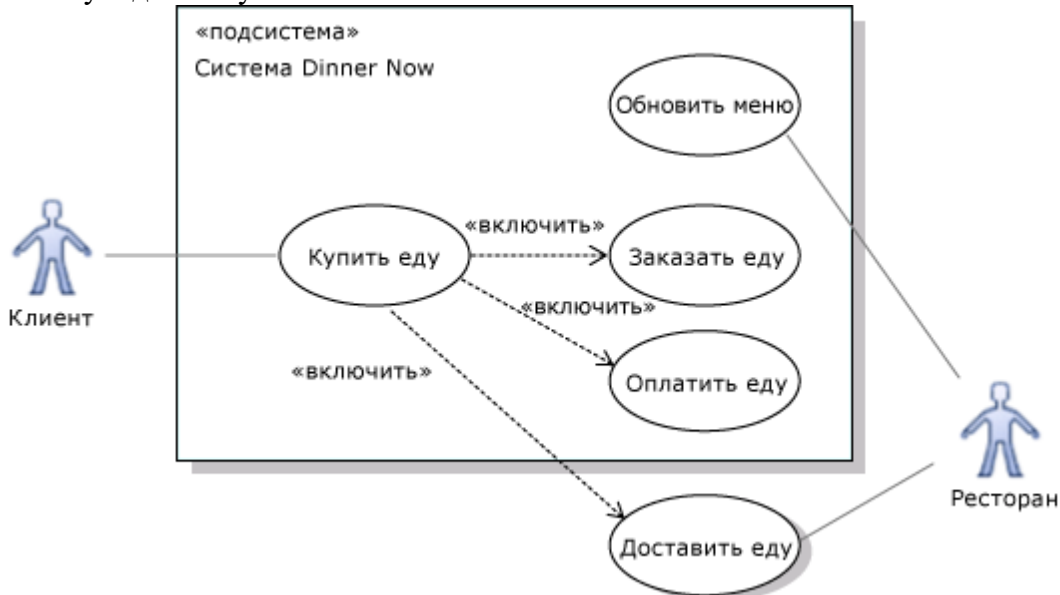 «подсистема»
Система Dinner Now
Обновить меню
«включить»
Купить еду
Заказать еду
«включить»
Клиент
«включить»
Оплатить еду
Ресторан
Доставить еду